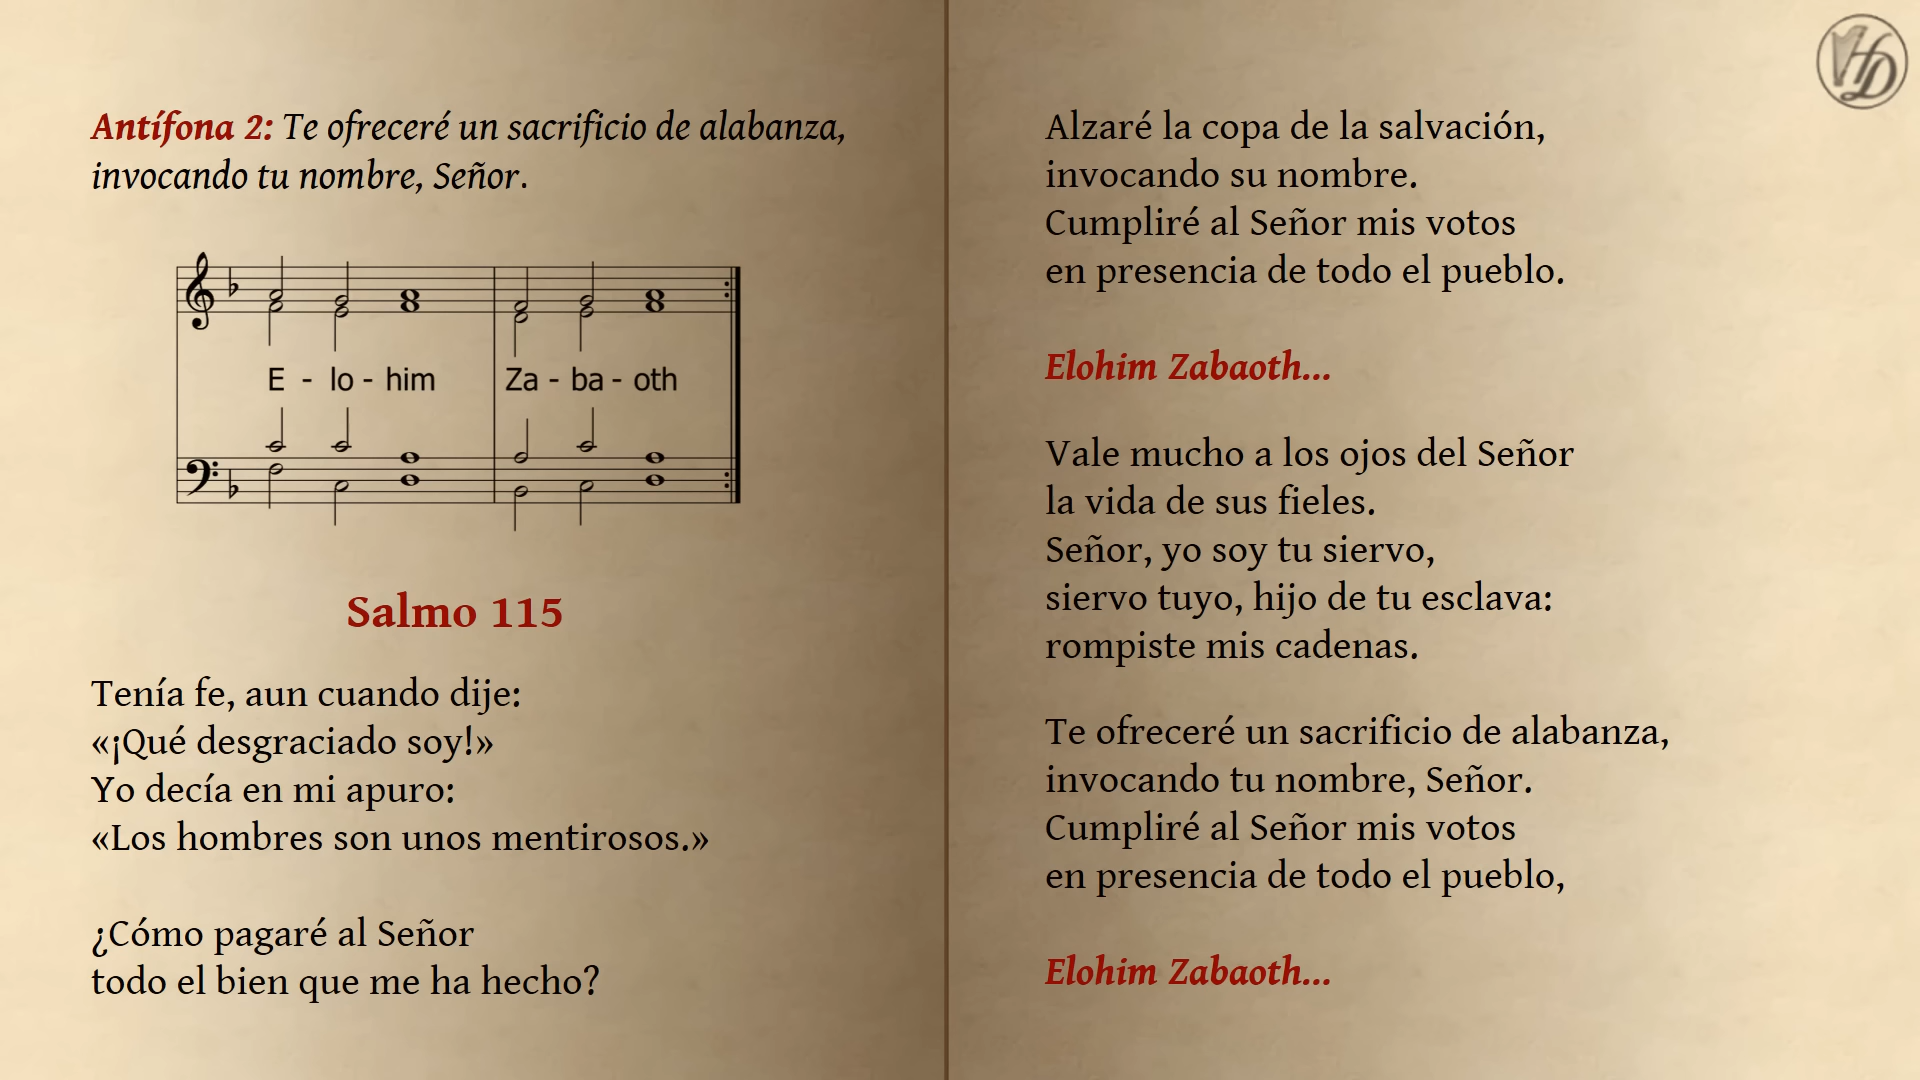 Antífona 2: Te ofreceré un sacrificio de alabanza,
invocando tu nombre, Señor.
E - lo - him Za - ba - oth
Salmo 115
Tenía fe, aun cuando dije:
«¡Qué desgraciado soy!»
Yo decía en mi apuro:
«Los hombres son unos mentirosos.»
¿Cómo pagaré al Señor
todo el bien que me ha hecho?
HD
Alzaré la copa de la salvación,
invocando su nombre.
Cumpliré al Señor mis votos
en presencia de todo el pueblo.
Elohim Zabaoth...
Vale mucho a los ojos del Señor
la vida de sus fieles.
Señor, yo soy tu siervo,
siervo tuyo, hijo de tu esclava:
rompiste mis cadenas.
Te ofreceré un sacrificio de alabanza,
invocando tu nombre, Señor.
Cumpliré al Señor mis votos
en presencia de todo el pueblo,
Elohim Zabaoth...